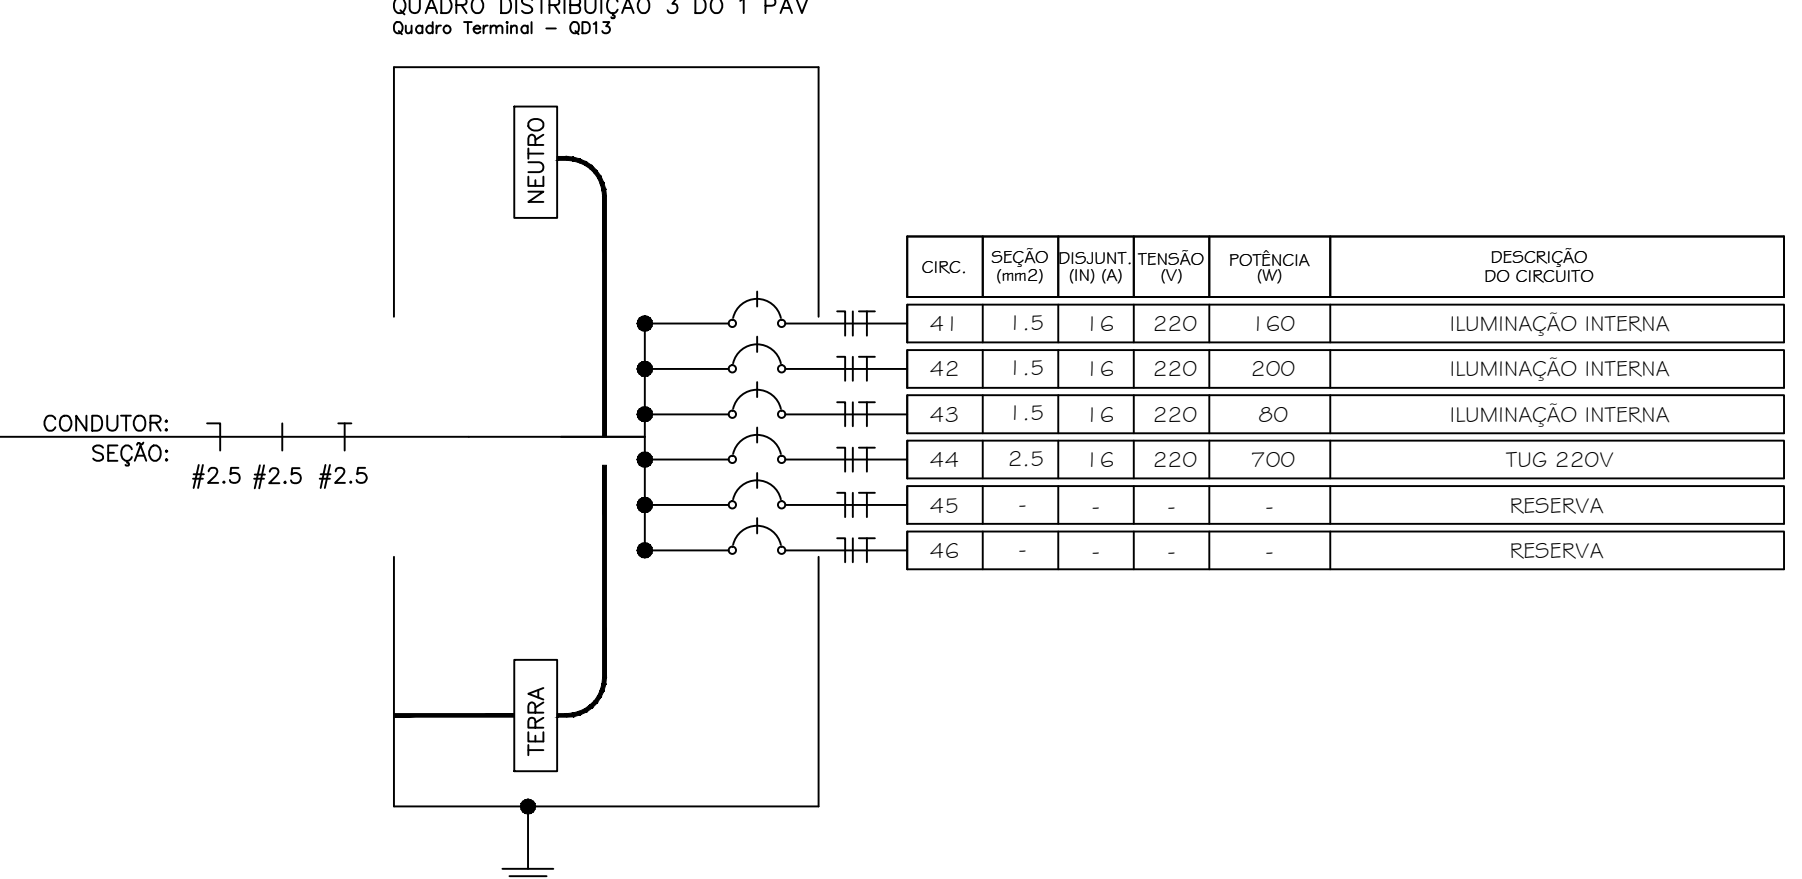 QUADRO DISTRIBUIÇÃO 3 DO 1 PAV
Quadro Terminal – QD13
NEUTRO
CIRC. SEÇÃO (mm2) DISJUNT. (IN) (A) TENSÃO (V) POTÊNCIA (W) DESCRIÇÃO DO CIRCUITO
41 1.5 16 220 160 ILUMINAÇÃO INTERNA
42 1.5 16 220 200 ILUMINAÇÃO INTERNA
43 1.5 16 220 80 ILUMINAÇÃO INTERNA
44 2.5 16 220 700 TUG 220V
45 - - - - RESERVA
46 - - - - RESERVA
CONDUTOR:
SEÇÃO:
#2.5 #2.5 #2.5
TERRA